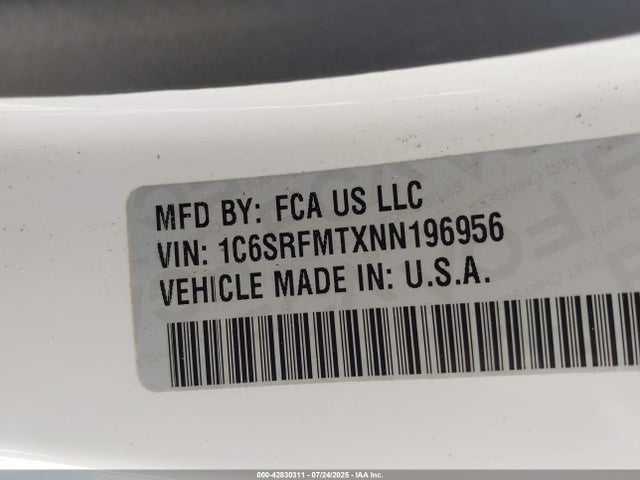 MFD BY: FCA US LLC
VIN: 1C6SRFMTXNN196956
VEHICLE MADE IN: U.S.A.
000-42830311 - 07/24/2025 - IAA Inc.